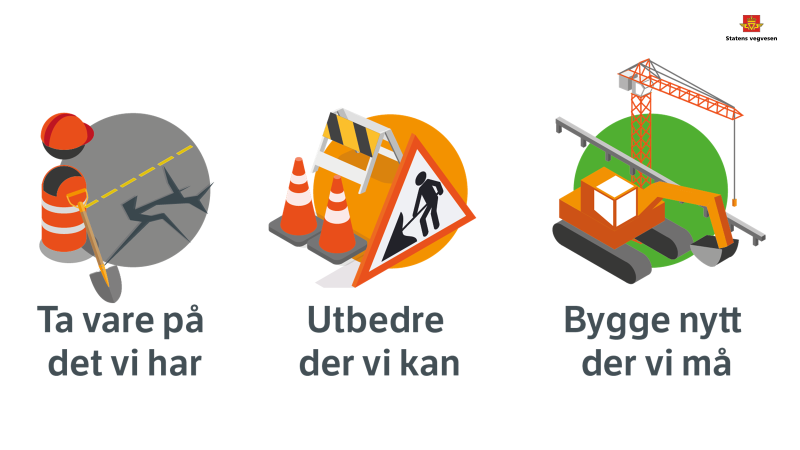 Statens vegvesen
Ta vare på
det vi har
Utbedre
der vi kan
Bygge nytt
der vi må